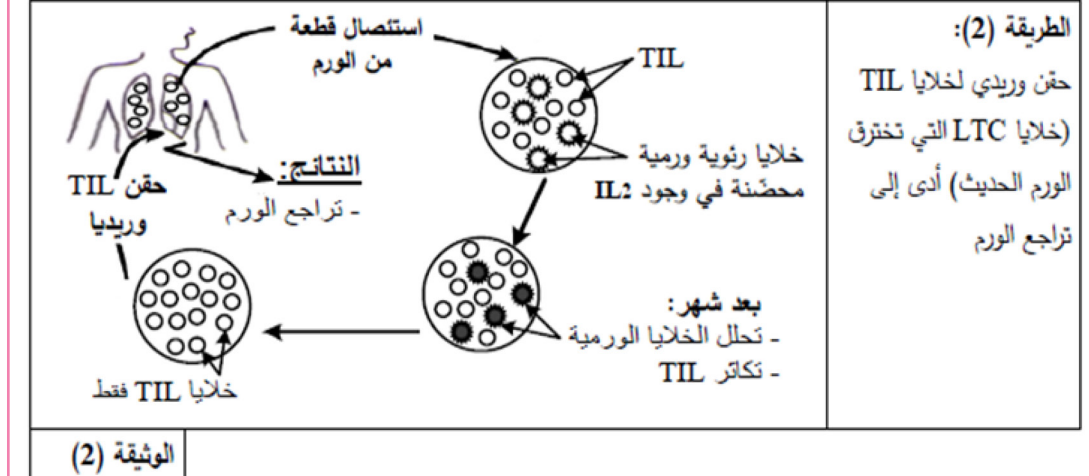 الطريقة (2):
حقن وريدي لخلايا TIL
(خلايا LTC التي تخترق
الورم الحديث) أدى إلى
تراجع الورم
استئصال قطعة
من الورم
TIL
خلايا رئوية ورمية
محضّنة في وجود IL2
النتائج:
- تراجع الورم
حقن TIL
وريديا
بعد شهر:
- تحلل الخلايا الورمية
- تكاثر TIL
خلايا TIL فقط
الوثيقة (2)